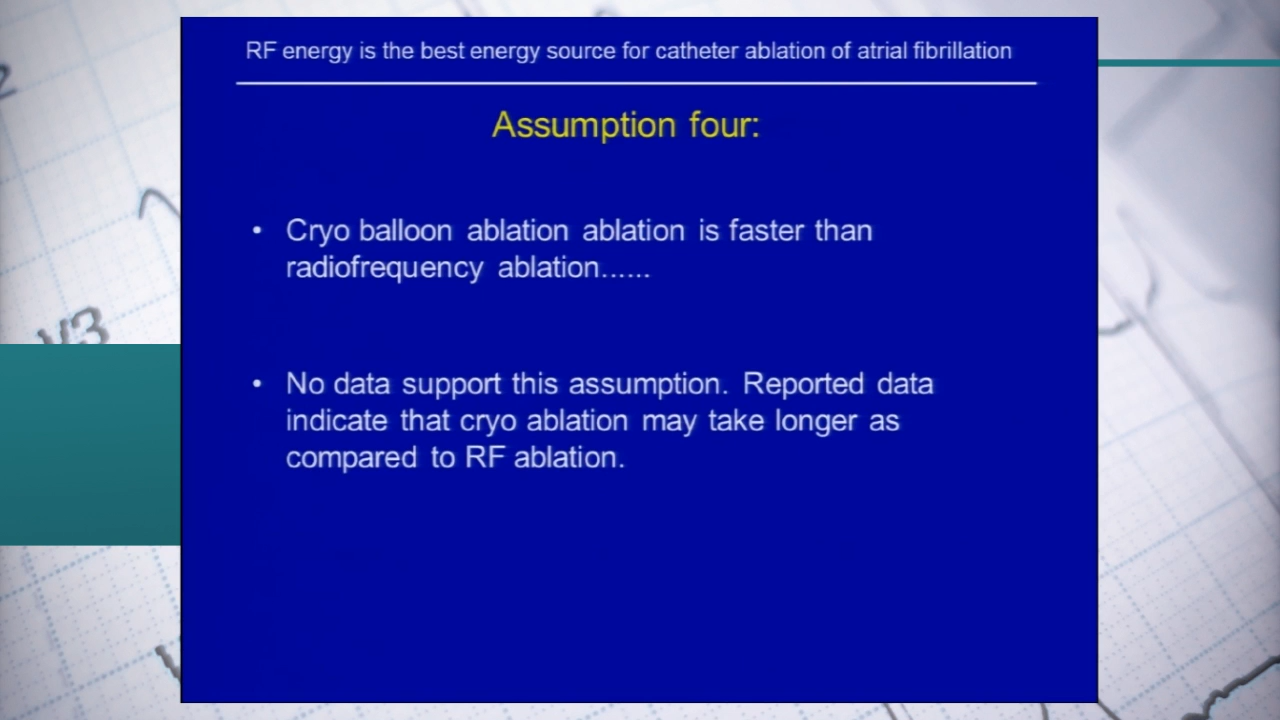 RF energy is the best energy source for catheter ablation of atrial fibrillation
Assumption four:
• Cryo balloon ablation ablation is faster than
radiofrequency ablation......
• No data support this assumption. Reported data
indicate that cryo ablation may take longer as
compared to RF ablation.
V3
2